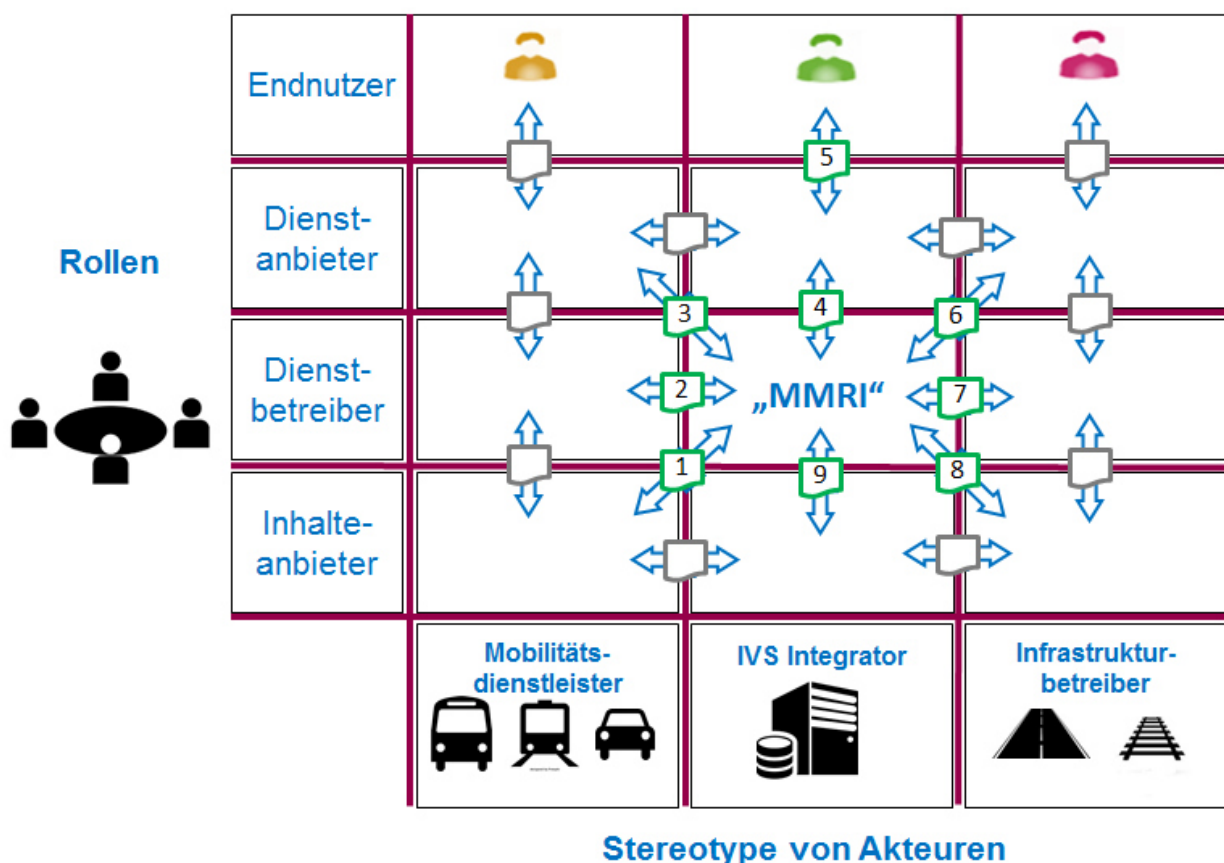 Endnutzer
5
Dienst-
anbieter
Rollen
3
4
6
Dienst-
betreiber
2
„MMRI“
7
1
9
8
Inhalte-
anbieter
Mobilitäts-
dienstleister
IVS Integrator
Infrastruktur-
betreiber
Stereotype von Akteuren